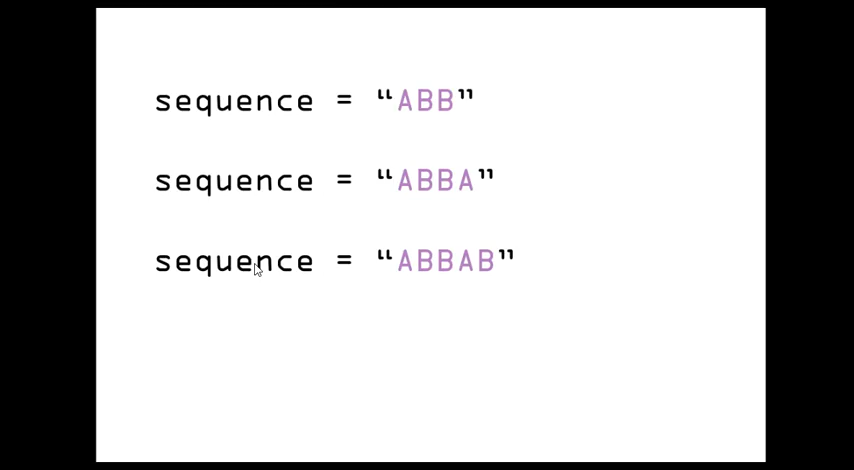 sequence = “ABB”
sequence = “ABBA”
sequence = “ABBAB”